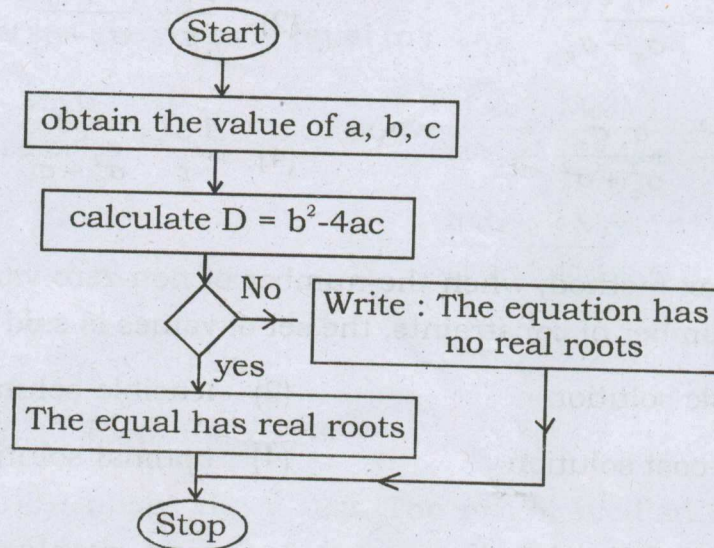 Start
obtain the value of a, b, c
calculate D = b²-4ac
No
Write : The equation has
no real roots
yes
The equal has real roots
Stop